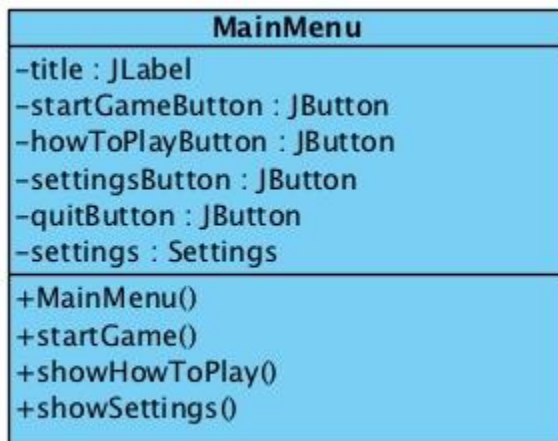 MainMenu
-title : JLabel
-startGameButton : JButton
-howToPlayButton : JButton
-settingsButton : JButton
-quitButton : JButton
-settings : Settings
+MainMenu()
+startGame()
+showHowToPlay()
+showSettings()